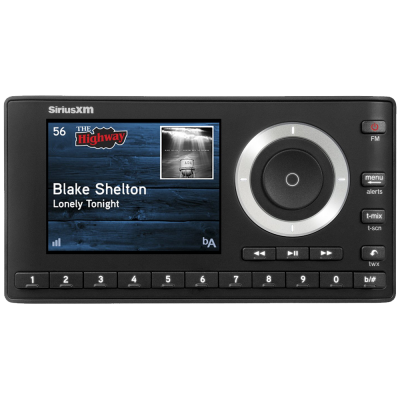 SiriusXM
56
THE
Highway
Blake Shelton
Lonely Tonight
bA
FM
menu
alerts
t-mix
t-scn
TWX
1 2 3 4 5 6 7 8 9 0 b/#